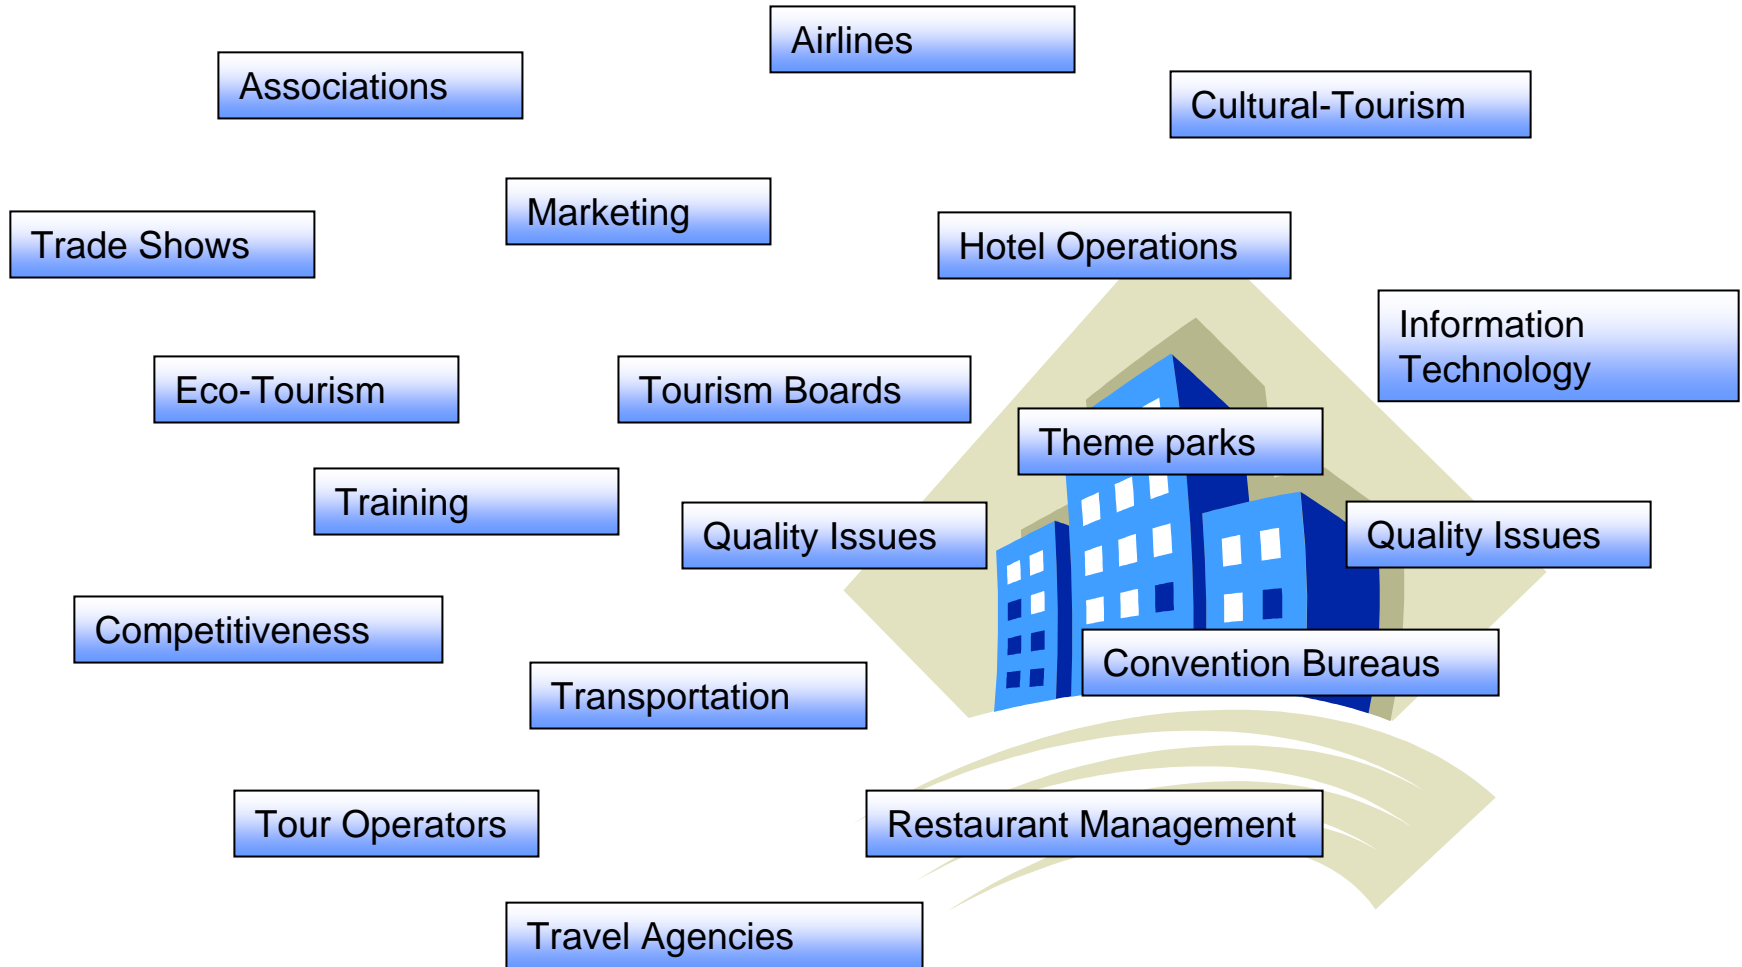 Airlines
Associations
Cultural-Tourism
Marketing
Trade Shows
Hotel Operations
Information
Technology
Eco-Tourism
Tourism Boards
Theme parks
Training
Quality Issues
Quality Issues
Competitiveness
Convention Bureaus
Transportation
Tour Operators
Restaurant Management
Travel Agencies